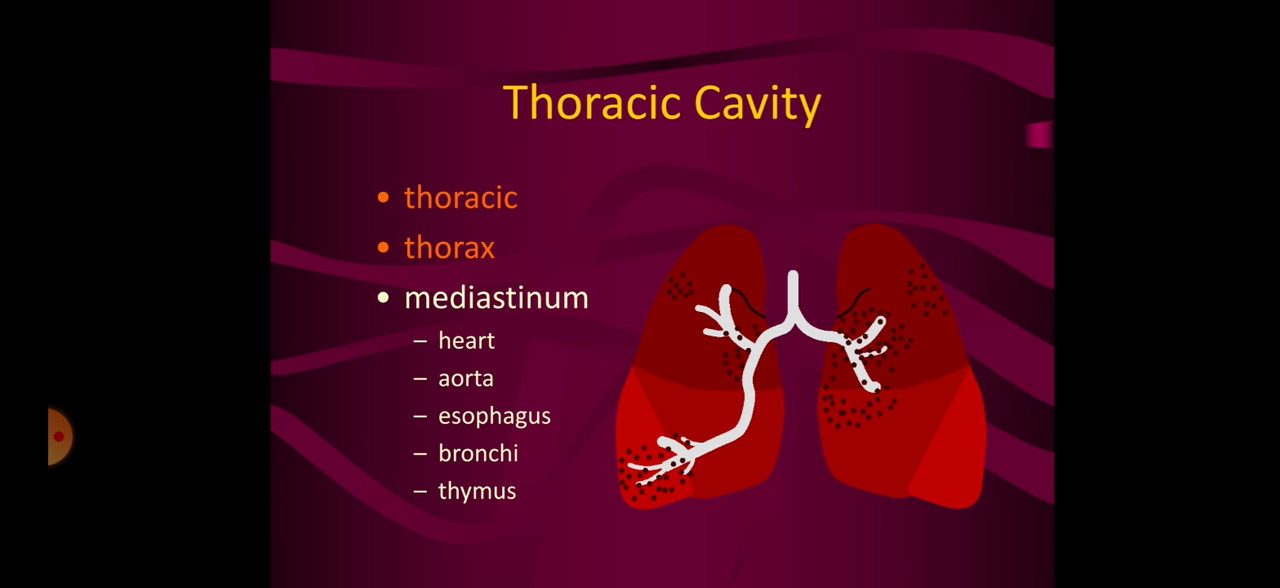 Thoracic Cavity
• thoracic
• thorax
• mediastinum
– heart
– aorta
– esophagus
– bronchi
– thymus